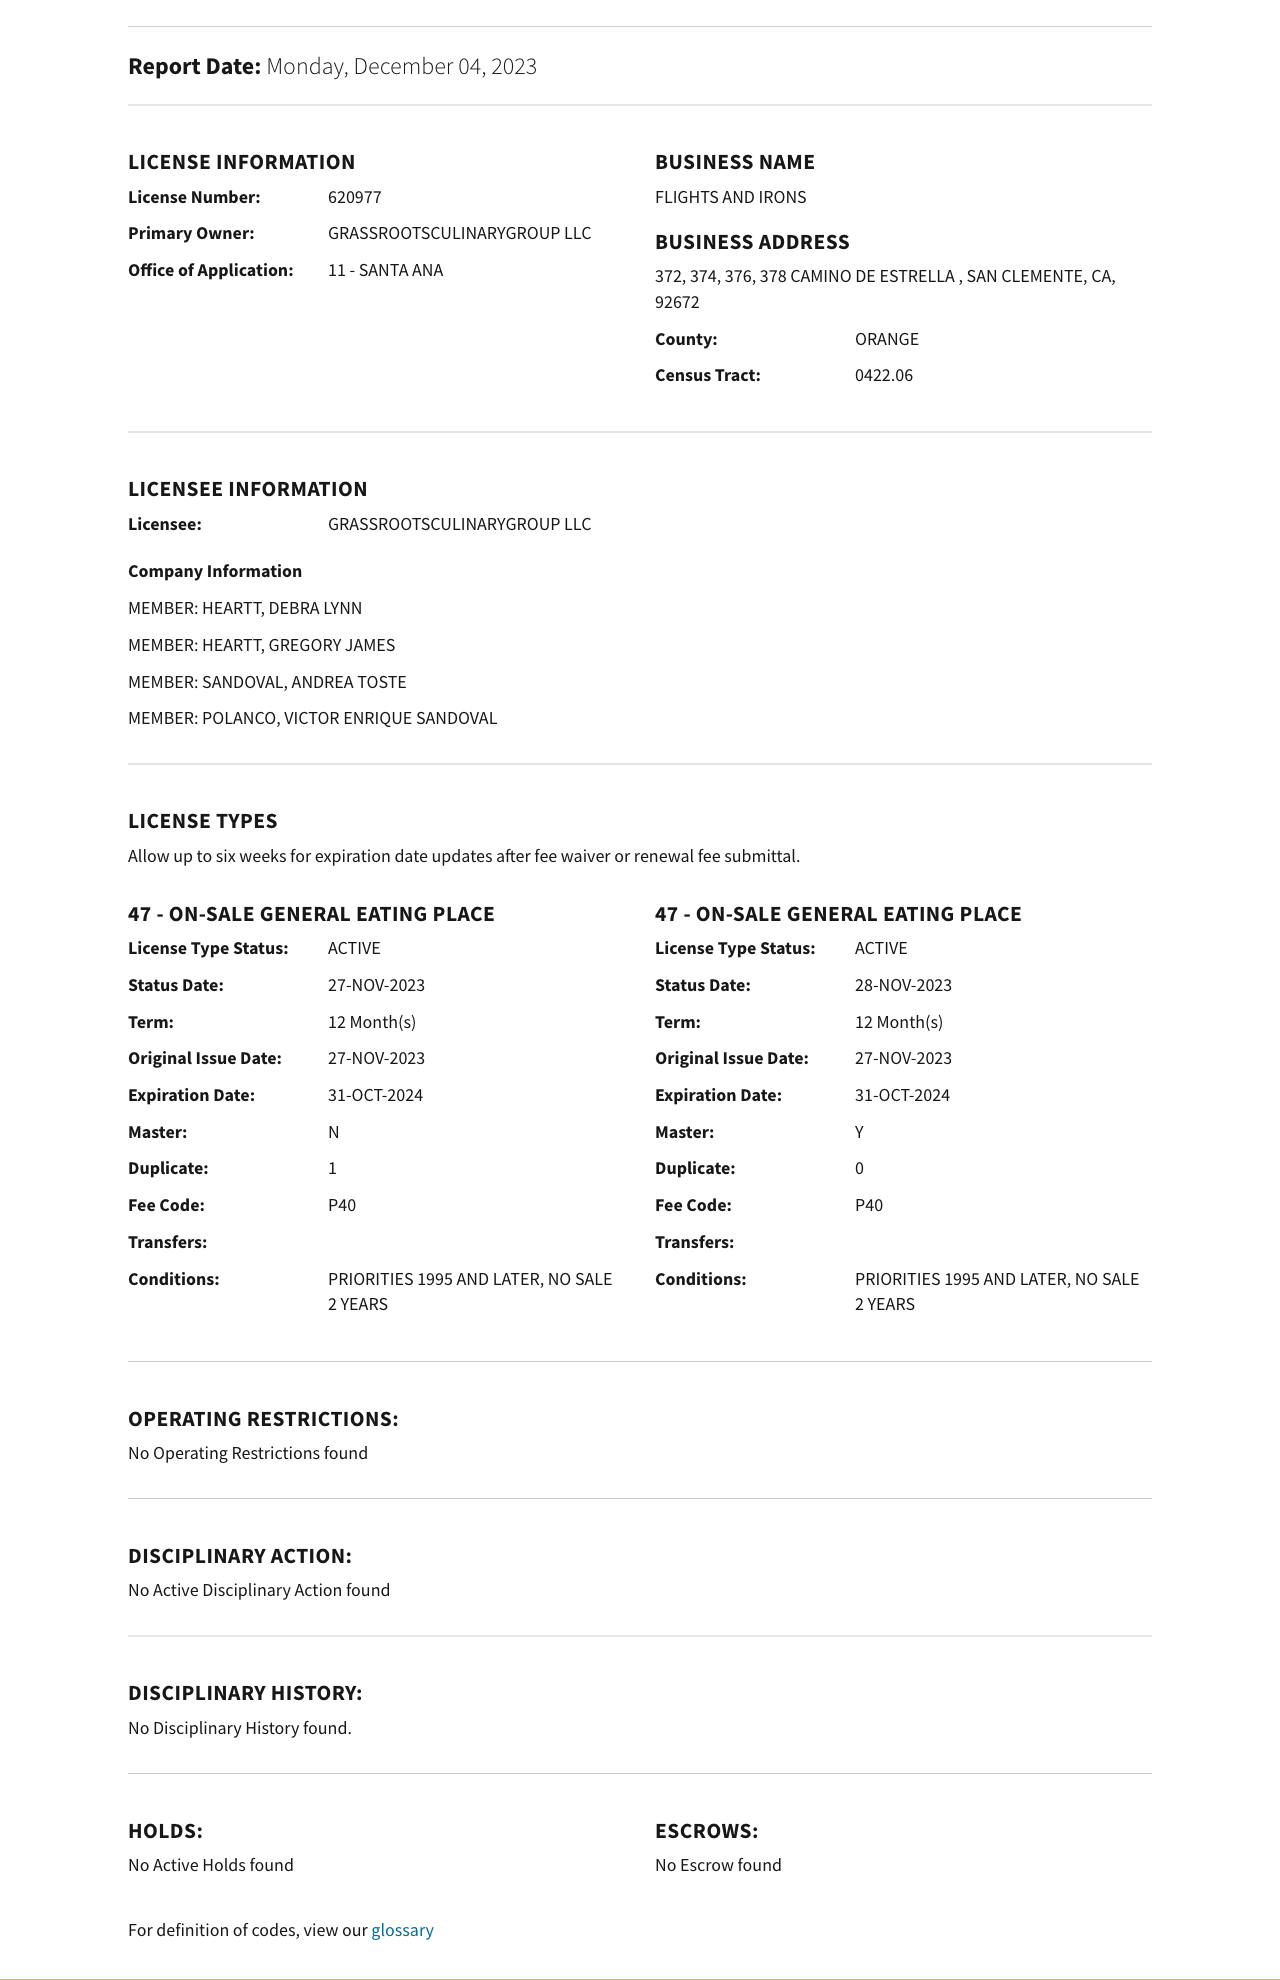 Report Date: Monday, December 04, 2023
LICENSE INFORMATION
License Number: 620977
Primary Owner: GRASSROOTSCULINARYGROUP LLC
Office of Application: 11 - SANTA ANA
BUSINESS NAME
FLIGHTS AND IRONS
BUSINESS ADDRESS
372, 374, 376, 378 CAMINO DE ESTRELLA , SAN CLEMENTE, CA,
92672
County: ORANGE
Census Tract: 0422.06
LICENSEE INFORMATION
Licensee: GRASSROOTSCULINARYGROUP LLC
Company Information
MEMBER: HEARTT, DEBRA LYNN
MEMBER: HEARTT, GREGORY JAMES
MEMBER: SANDOVAL, ANDREA TOSTE
MEMBER: POLANCO, VICTOR ENRIQUE SANDOVAL
LICENSE TYPES
Allow up to six weeks for expiration date updates after fee waiver or renewal fee submittal.
47 - ON-SALE GENERAL EATING PLACE
License Type Status: ACTIVE
Status Date: 27-NOV-2023
Term: 12 Month(s)
Original Issue Date: 27-NOV-2023
Expiration Date: 31-OCT-2024
Master: N
Duplicate: 1
Fee Code: P40
Transfers:
Conditions: PRIORITIES 1995 AND LATER, NO SALE
2 YEARS
47 - ON-SALE GENERAL EATING PLACE
License Type Status: ACTIVE
Status Date: 28-NOV-2023
Term: 12 Month(s)
Original Issue Date: 27-NOV-2023
Expiration Date: 31-OCT-2024
Master: Y
Duplicate: 0
Fee Code: P40
Transfers:
Conditions: PRIORITIES 1995 AND LATER, NO SALE
2 YEARS
OPERATING RESTRICTIONS:
No Operating Restrictions found
DISCIPLINARY ACTION:
No Active Disciplinary Action found
DISCIPLINARY HISTORY:
No Disciplinary History found.
HOLDS:
No Active Holds found
ESCROWS:
No Escrow found
For definition of codes, view our glossary